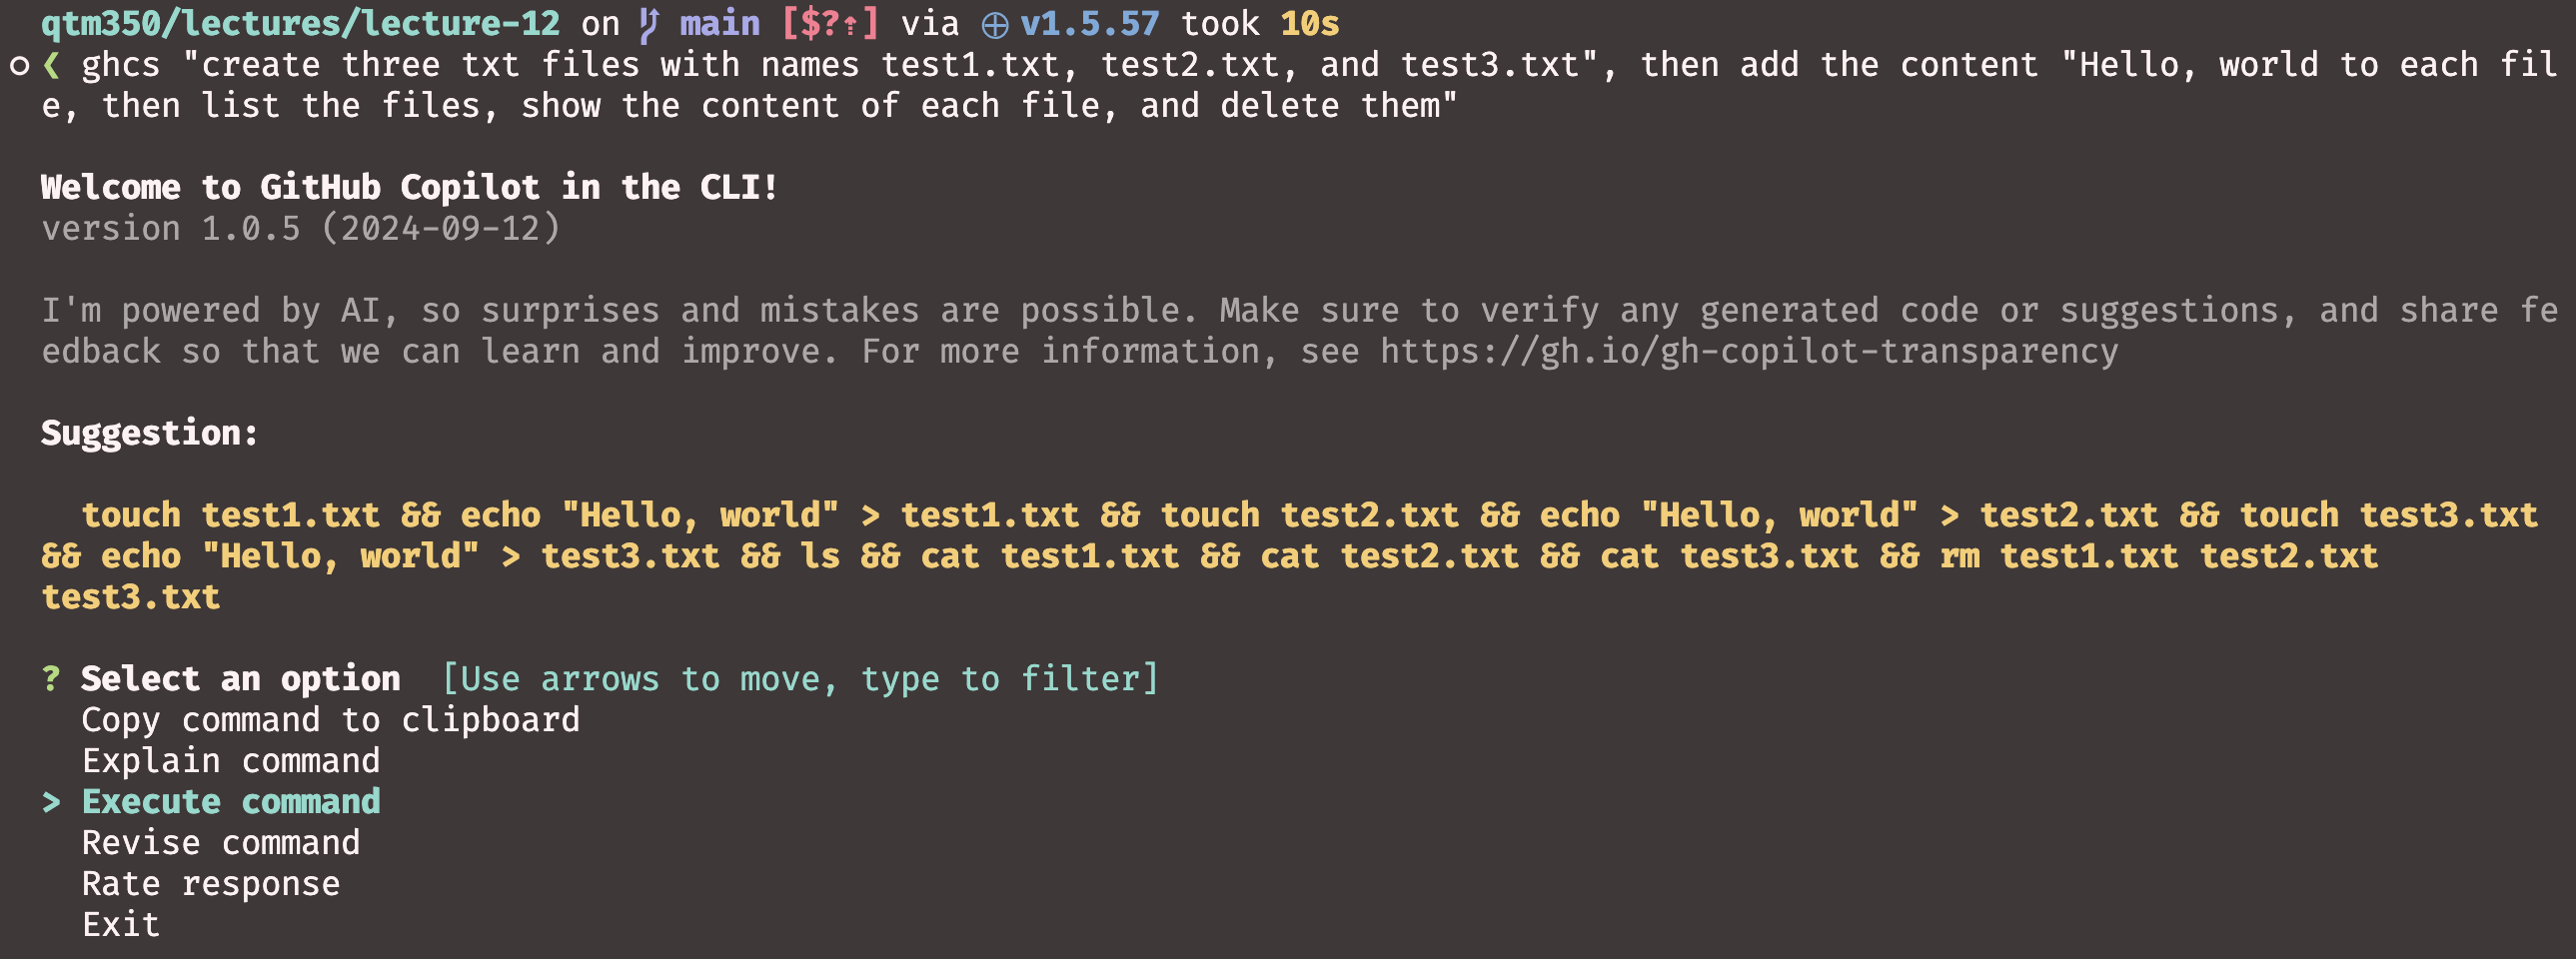 qtm350/lectures/lecture-12 on main [$?⇡] via v1.5.57 took 10s
❮ ghcs "create three txt files with names test1.txt, test2.txt, and test3.txt", then add the content "Hello, world to each fil
e, then list the files, show the content of each file, and delete them"
Welcome to GitHub Copilot in the CLI!
version 1.0.5 (2024-09-12)
I'm powered by AI, so surprises and mistakes are possible. Make sure to verify any generated code or suggestions, and share fe
edback so that we can learn and improve. For more information, see https://gh.io/gh-copilot-transparency
Suggestion:
touch test1.txt && echo "Hello, world" > test1.txt && touch test2.txt && echo "Hello, world" > test2.txt && touch test3.txt
&& echo "Hello, world" > test3.txt && ls && cat test1.txt && cat test2.txt && cat test3.txt && rm test1.txt test2.txt
test3.txt
? Select an option [Use arrows to move, type to filter]
Copy command to clipboard
Explain command
> Execute command
Revise command
Rate response
Exit